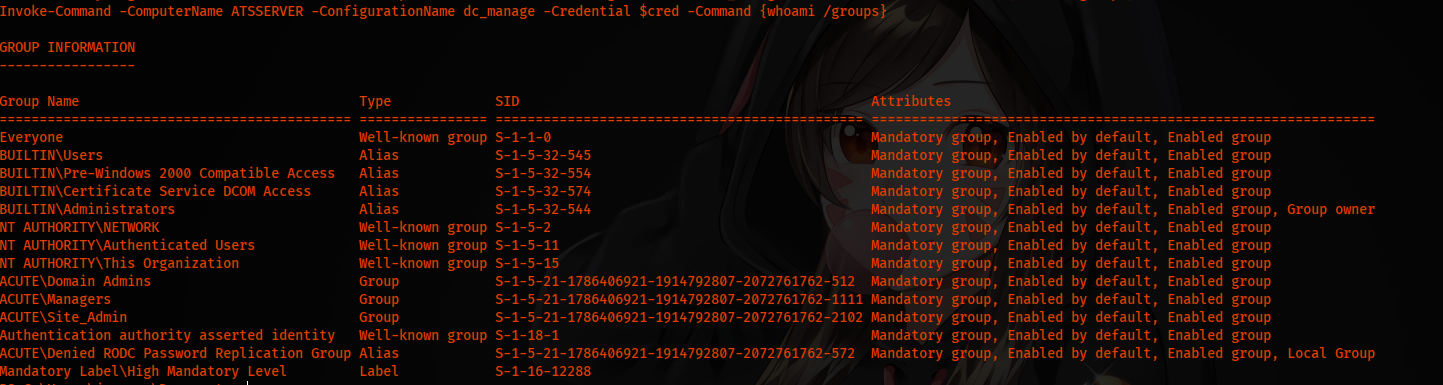 Invoke-Command -ComputerName ATSSERVER -ConfigurationName dc_manage -Credential $cred -Command {whoami /groups}
GROUP INFORMATION
-----------------
Group Name                                   Type             SID                                            Attributes
============================================ ================ ============================================== ===============================================================
Everyone                                     Well-known group S-1-1-0                                        Mandatory group, Enabled by default, Enabled group
BUILTIN\Users                                Alias            S-1-5-32-545                                   Mandatory group, Enabled by default, Enabled group
BUILTIN\Pre-Windows 2000 Compatible Access   Alias            S-1-5-32-554                                   Mandatory group, Enabled by default, Enabled group
BUILTIN\Certificate Service DCOM Access      Alias            S-1-5-32-574                                   Mandatory group, Enabled by default, Enabled group
BUILTIN\Administrators                       Alias            S-1-5-32-544                                   Mandatory group, Enabled by default, Enabled group, Group owner
NT AUTHORITY\NETWORK                         Well-known group S-1-5-2                                        Mandatory group, Enabled by default, Enabled group
NT AUTHORITY\Authenticated Users             Well-known group S-1-5-11                                       Mandatory group, Enabled by default, Enabled group
NT AUTHORITY\This Organization               Well-known group S-1-5-15                                       Mandatory group, Enabled by default, Enabled group
ACUTE\Domain Admins                          Group            S-1-5-21-1786406921-1914792807-2072761762-512  Mandatory group, Enabled by default, Enabled group
ACUTE\Managers                               Group            S-1-5-21-1786406921-1914792807-2072761762-1111 Mandatory group, Enabled by default, Enabled group
ACUTE\Site_Admin                             Group            S-1-5-21-1786406921-1914792807-2072761762-2102 Mandatory group, Enabled by default, Enabled group
Authentication authority asserted identity   Well-known group S-1-18-1                                       Mandatory group, Enabled by default, Enabled group
ACUTE\Denied RODC Password Replication Group Alias            S-1-5-21-1786406921-1914792807-2072761762-572  Mandatory group, Enabled by default, Enabled group, Local Group
Mandatory Label\High Mandatory Level         Label            S-1-16-12288